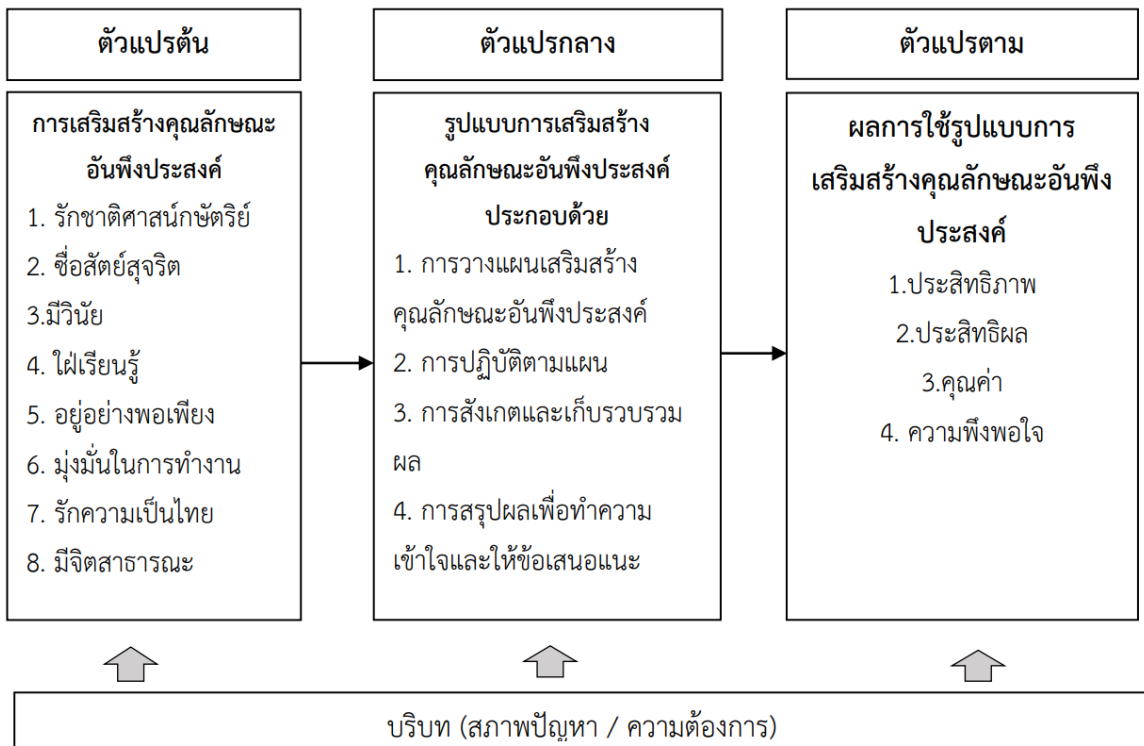 ตัวแปรต้น
การเสริมสร้างคุณลักษณะ
อันพึงประสงค์
1. รักชาติศาสน์กษัตริย์
2. ซื่อสัตย์สุจริต
3.มีวินัย
4. ใฝ่เรียนรู้
5. อยู่อย่างพอเพียง
6. มุ่งมั่นในการทำงาน
7. รักความเป็นไทย
8. มีจิตสาธารณะ
ตัวแปรกลาง
รูปแบบการเสริมสร้าง
คุณลักษณะอันพึงประสงค์
ประกอบด้วย
1. การวางแผนเสริมสร้าง
คุณลักษณะอันพึงประสงค์
2. การปฏิบัติตามแผน
3. การสังเกตและเก็บรวบรวม
ผล
4. การสรุปผลเพื่อทำความ
เข้าใจและให้ข้อเสนอแนะ
ตัวแปรตาม
ผลการใช้รูปแบบการ
เสริมสร้างคุณลักษณะอันพึง
ประสงค์
1.ประสิทธิภาพ
2.ประสิทธิผล
3.คุณค่า
4. ความพึงพอใจ
บริบท (สภาพปัญหา / ความต้องการ)